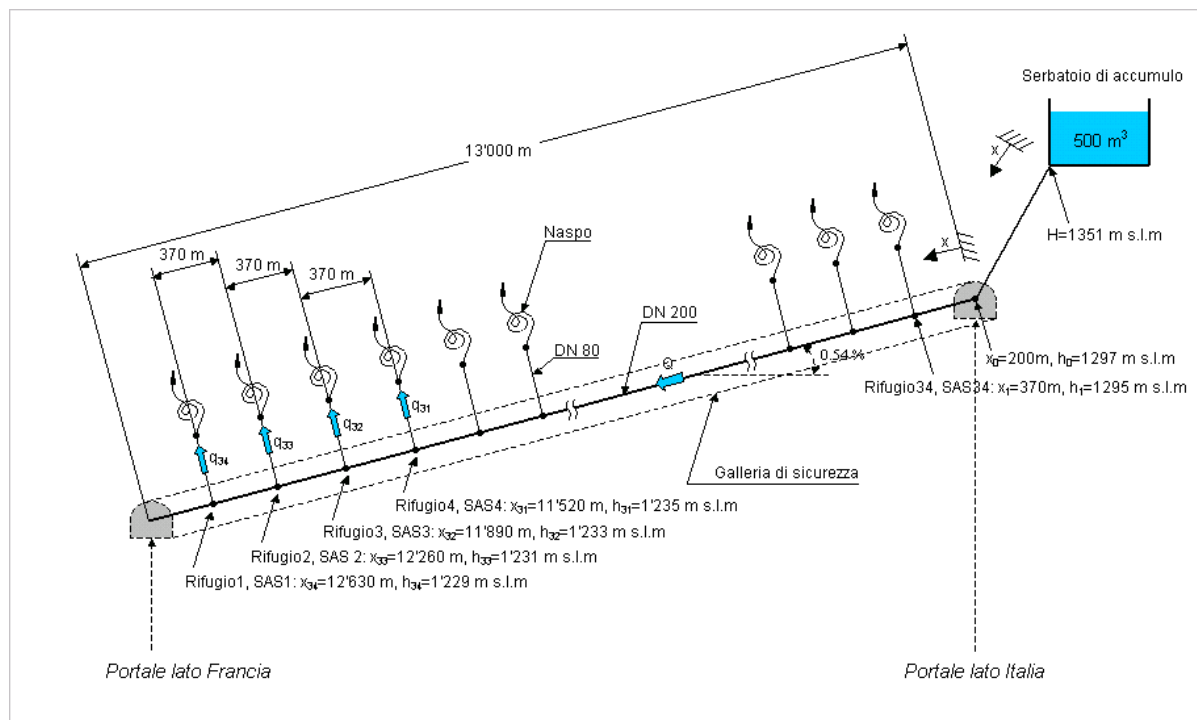 Serbatoio di accumulo
500 m³
x
H=1351 m s.l.m
13'000 m
370 m
370 m
370 m
Naspo
x
DN 200
DN 80
Q
0.54 %
x₀=200m, h₀=1297 m s.l.m
Rifugio34, SAS34: x₁=370m, h₁=1295 m s.l.m
q₃₁
q₃₂
q₃₃
q₃₄
Galleria di sicurezza
Rifugio4, SAS4: x₃₁=11'520 m, h₃₁=1'235 m s.l.m
Rifugio3, SAS3: x₃₂=11'890 m, h₃₂=1'233 m s.l.m
Rifugio2, SAS 2: x₃₃=12'260 m, h₃₃=1'231 m s.l.m
Rifugio1, SAS1: x₃₄=12'630 m, h₃₄=1'229 m s.l.m
Portale lato Francia
Portale lato Italia